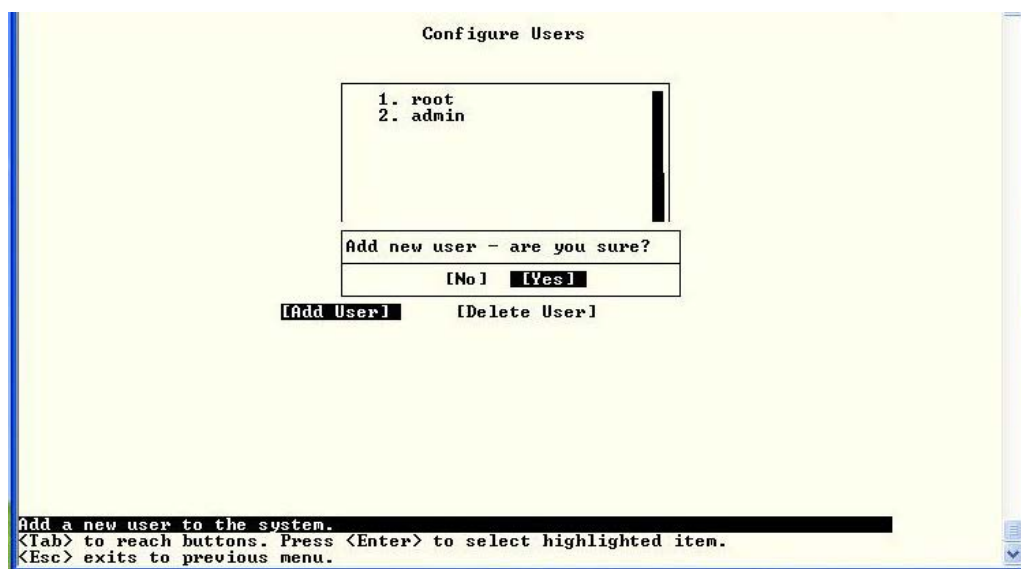 Configure Users
1. root
2. admin
Add new user - are you sure?
[No] [Yes]
[Add User] [Delete User]
Add a new user to the system.
<Tab> to reach buttons. Press <Enter> to select highlighted item.
<Esc> exits to previous menu.